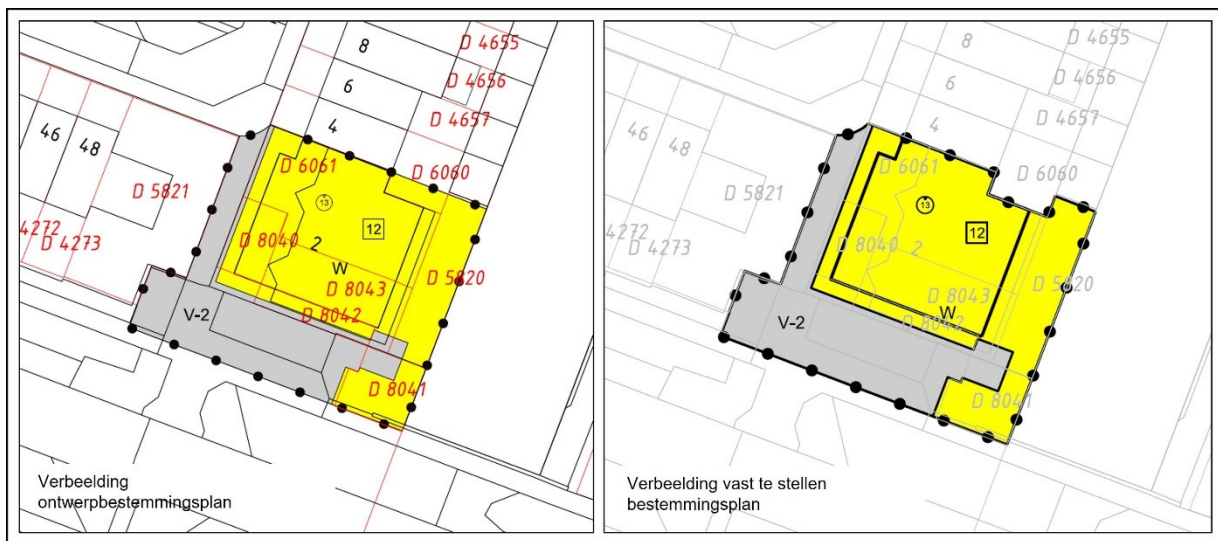 8
D 4655
6
D 4656
46
48
4
D 4657
D 6061
D 6060
D 5821
13
12
4272
D 4273
D 8040
2
W
D 5820
D 8043
V-2
D 8042
D 8041
Verbeelding
ontwerpbestemmingsplan
8
D 4655
6
D 4656
46
48
4
D 4657
D 6061
D 6060
D 5821
13
12
4272
D 4273
D 8040
2
D 5820
D 8043
W
V-2
D 8042
D 8041
Verbeelding vast te stellen
bestemmingsplan